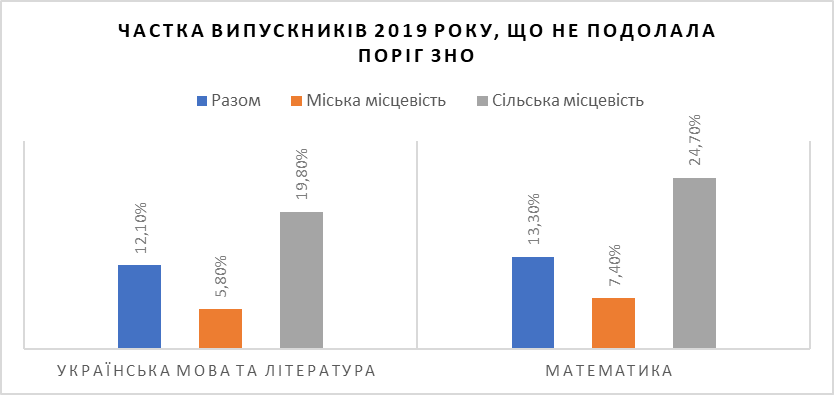 ЧАСТКА ВИПУСКНИКІВ 2019 РОКУ, ЩО НЕ ПОДОЛАЛА
ПОРІГ ЗНО
Разом Міська місцевість Сільська місцевість
12,10%
5,80%
19,80%
13,30%
7,40%
24,70%
УКРАЇНСЬКА МОВА ТА ЛІТЕРАТУРА
МАТЕМАТИКА